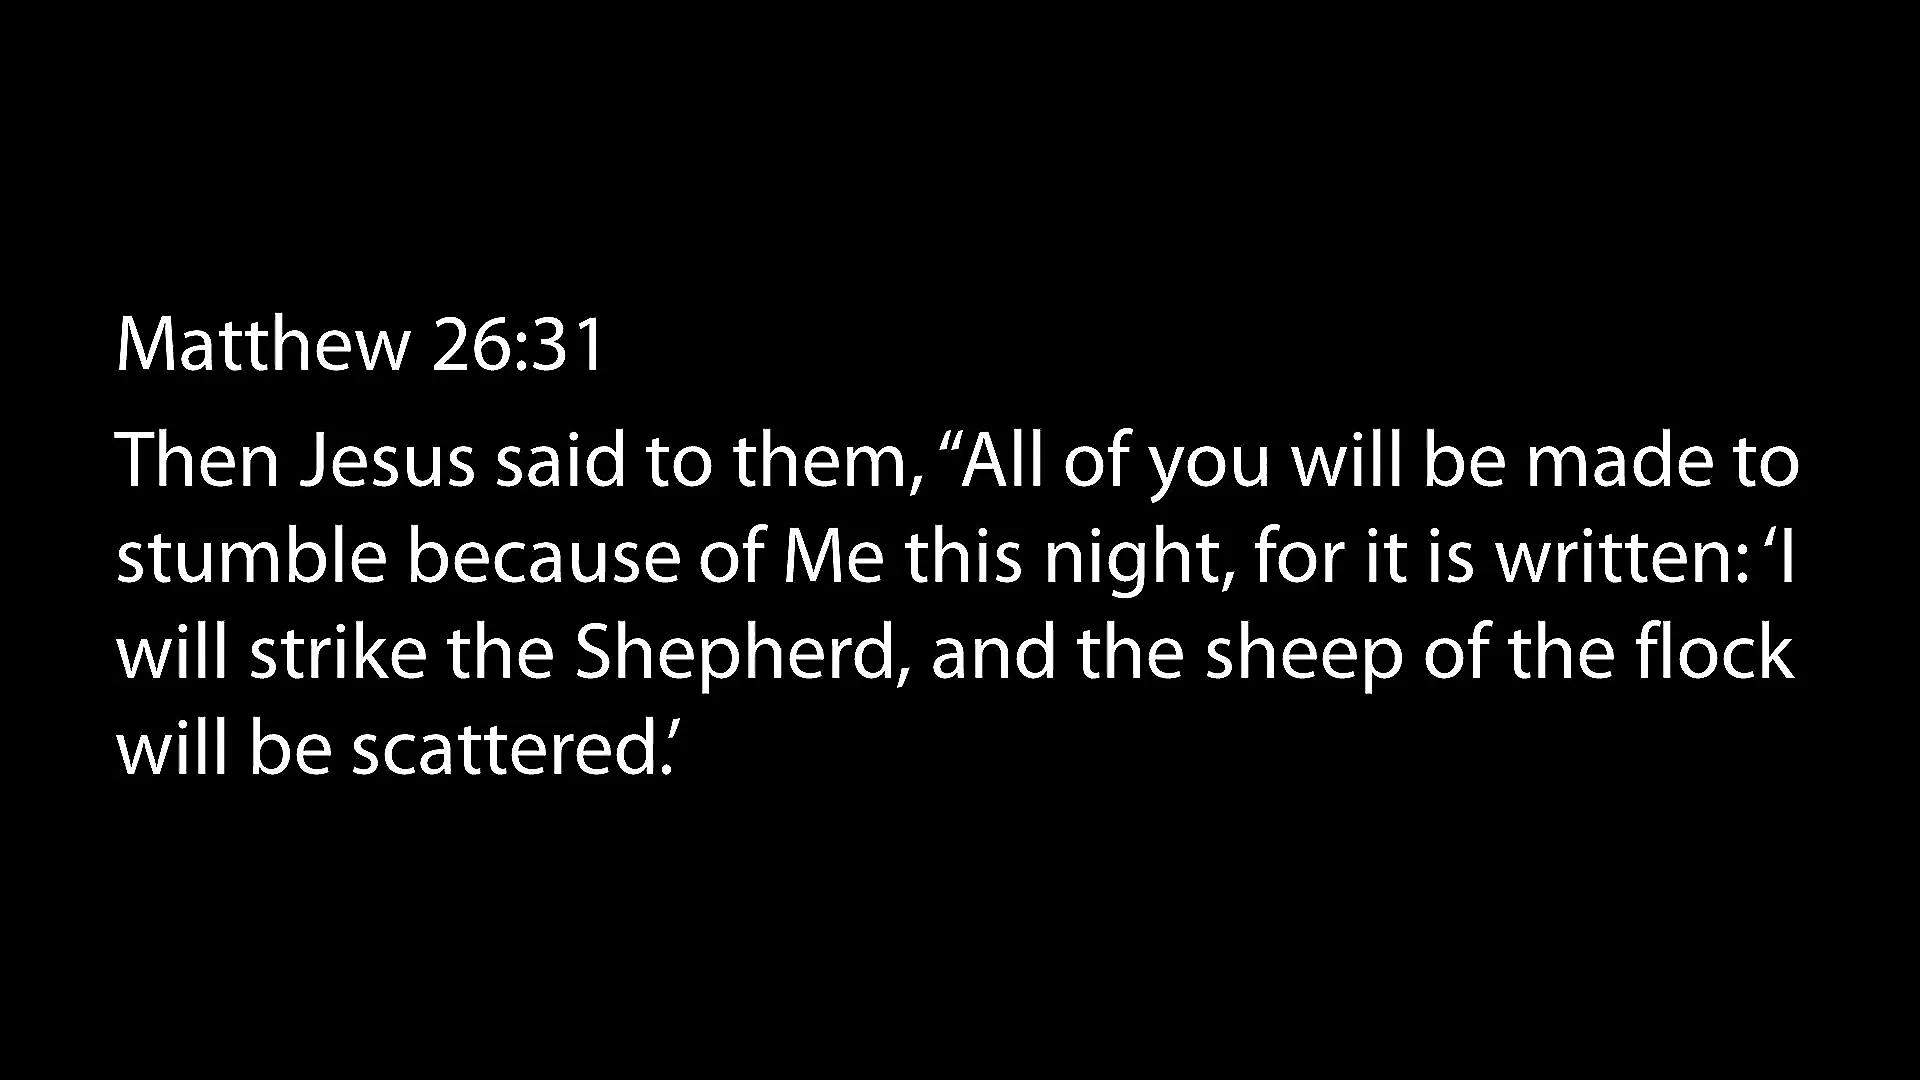 Matthew 26:31
Then Jesus said to them, “All of you will be made to
stumble because of Me this night, for it is written: ‘I
will strike the Shepherd, and the sheep of the flock
will be scattered.’